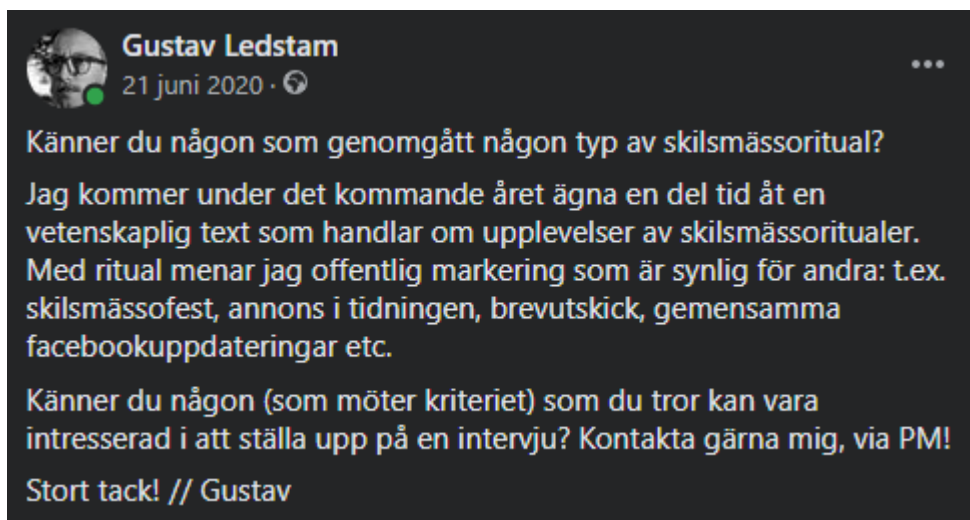 Gustav Ledstam
21 juni 2020 ·
Känner du någon som genomgått någon typ av skilsmässoritual?
Jag kommer under det kommande året ägna en del tid åt en
vetenskaplig text som handlar om upplevelser av skilsmässoritualer.
Med ritual menar jag offentlig markering som är synlig för andra: t.ex.
skilsmässofest, annons i tidningen, brevutskick, gemensamma
facebookuppdateringar etc.
Känner du någon (som möter kriteriet) som du tror kan vara
intresserad i att ställa upp på en intervju? Kontakta gärna mig, via PM!
Stort tack! // Gustav